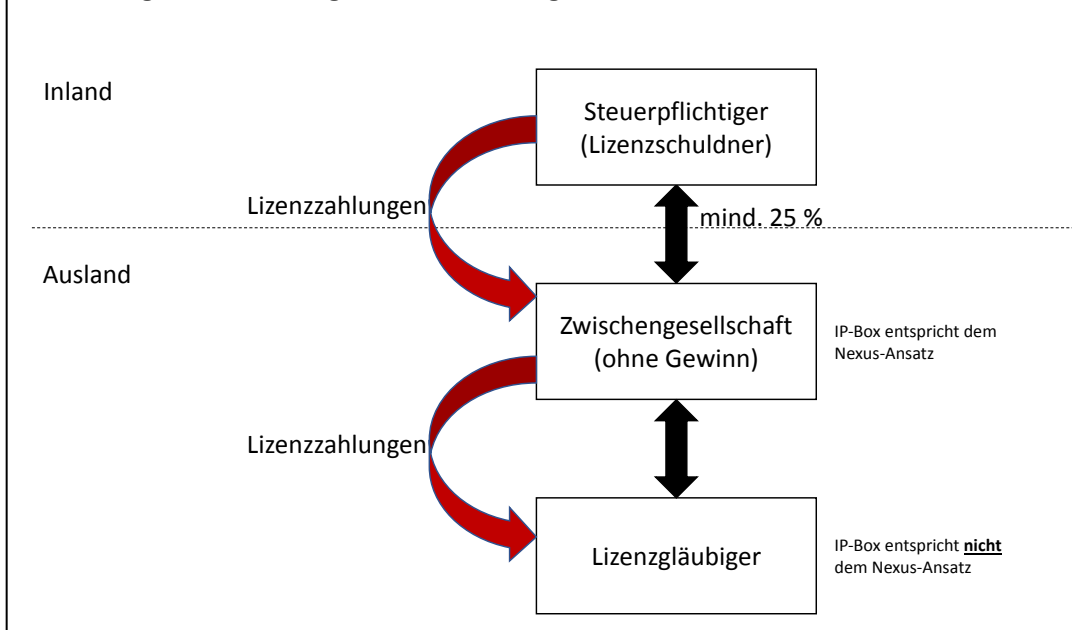 Inland
Steuerpflichtiger
(Lizenzschuldner)
Lizenzzahlungen
mind. 25 %
Ausland
Zwischengesellschaft
(ohne Gewinn)
IP-Box entspricht dem
Nexus-Ansatz
Lizenzzahlungen
Lizenzgläubiger
IP-Box entspricht nicht
dem Nexus-Ansatz